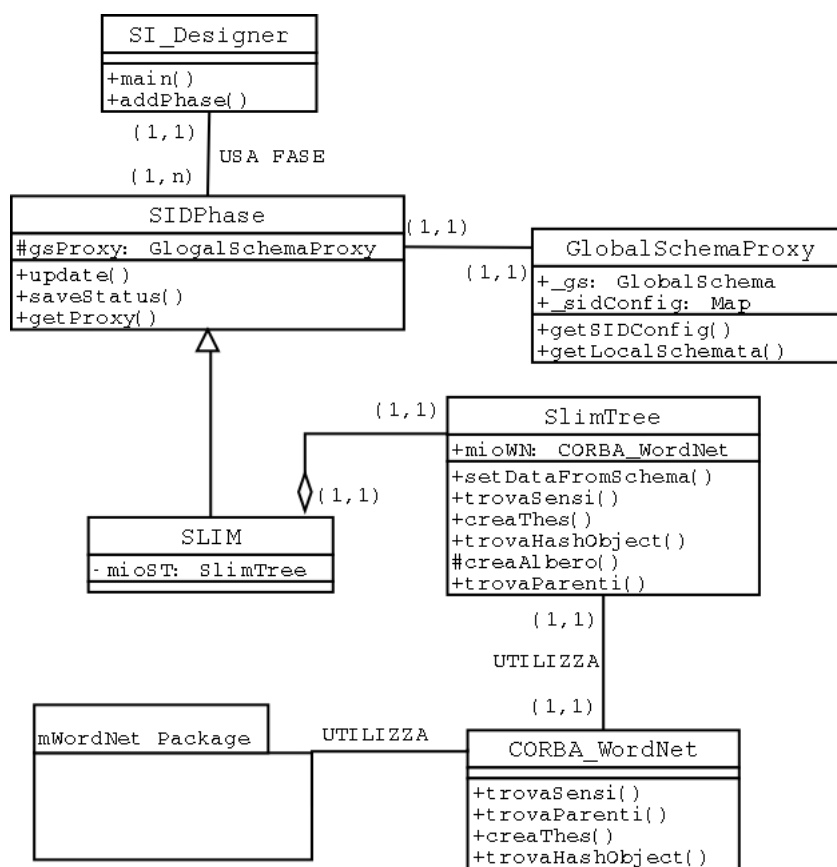 SI_Designer
+main()
+addPhase()
(1,1)
USA FASE
(1,n)
SIDPhase
#gsProxy: GlogalSchemaProxy
+update()
+saveStatus()
+getProxy()
(1,1)
(1,1)
GlobalSchemaProxy
+_gs: GlobalSchema
+_sidConfig: Map
+getSIDConfig()
+getLocalSchemata()
(1,1)
(1,1)
SlimTree
+mioWN: CORBA_WordNet
+setDataFromSchema()
+trovaSensi()
+creaThes()
+trovaHashObject()
#creaAlbero()
+trovaParenti()
SLIM
-mioST: SlimTree
(1,1)
UTILIZZA
(1,1)
mWordNet Package
UTILIZZA
CORBA_WordNet
+trovaSensi()
+trovaParenti()
+creaThes()
+trovaHashObject()